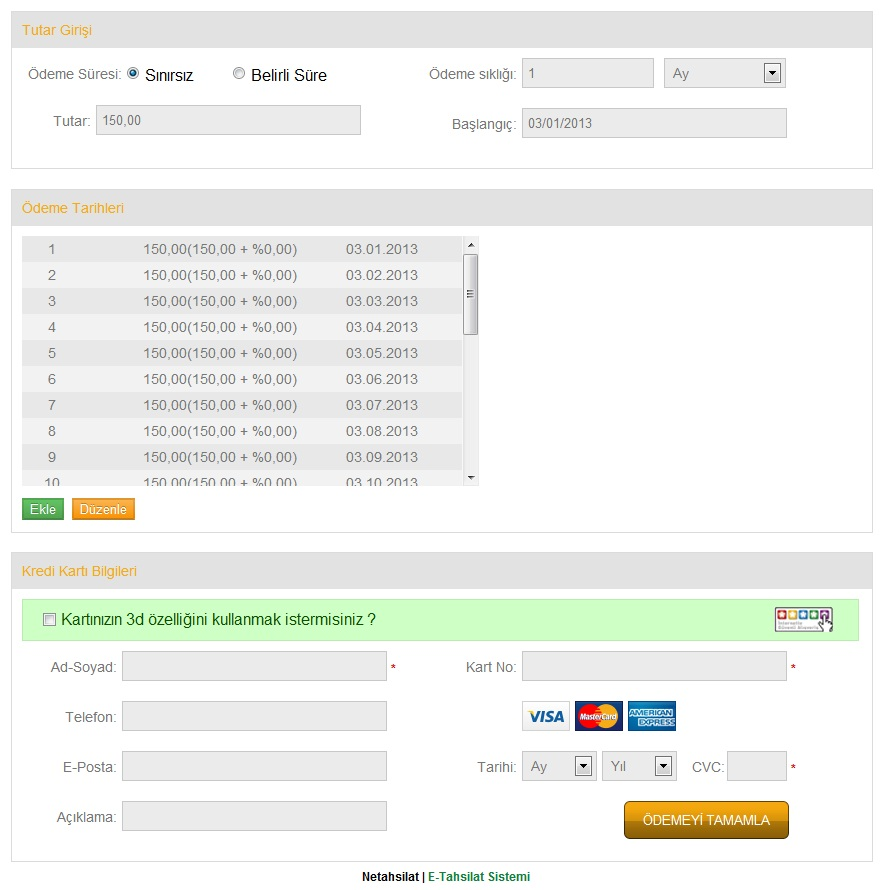 Tutar Girişi
Ödeme Süresi: Sınırsız Belirli Süre Ödeme sıklığı: 1 Ay
Tutar: 150,00 Başlangıç: 03/01/2013
Ödeme Tarihleri
1 150,00(150,00 + %0,00) 03.01.2013
2 150,00(150,00 + %0,00) 03.02.2013
3 150,00(150,00 + %0,00) 03.03.2013
4 150,00(150,00 + %0,00) 03.04.2013
5 150,00(150,00 + %0,00) 03.05.2013
6 150,00(150,00 + %0,00) 03.06.2013
7 150,00(150,00 + %0,00) 03.07.2013
8 150,00(150,00 + %0,00) 03.08.2013
9 150,00(150,00 + %0,00) 03.09.2013
10 150,00(150,00 + %0,00) 03.10.2013
Ekle Düzenle
Kredi Kartı Bilgileri
Kartınızın 3d özelliğini kullanmak istermisiniz ?
Ad-Soyad: * Kart No: *
Telefon: VISA MasterCard AMERICAN EXPRESS
E-Posta: Tarihi: Ay Yıl CVC: *
Açıklama: ÖDEMEYİ TAMAMLA
Netahsilat | E-Tahsilat Sistemi